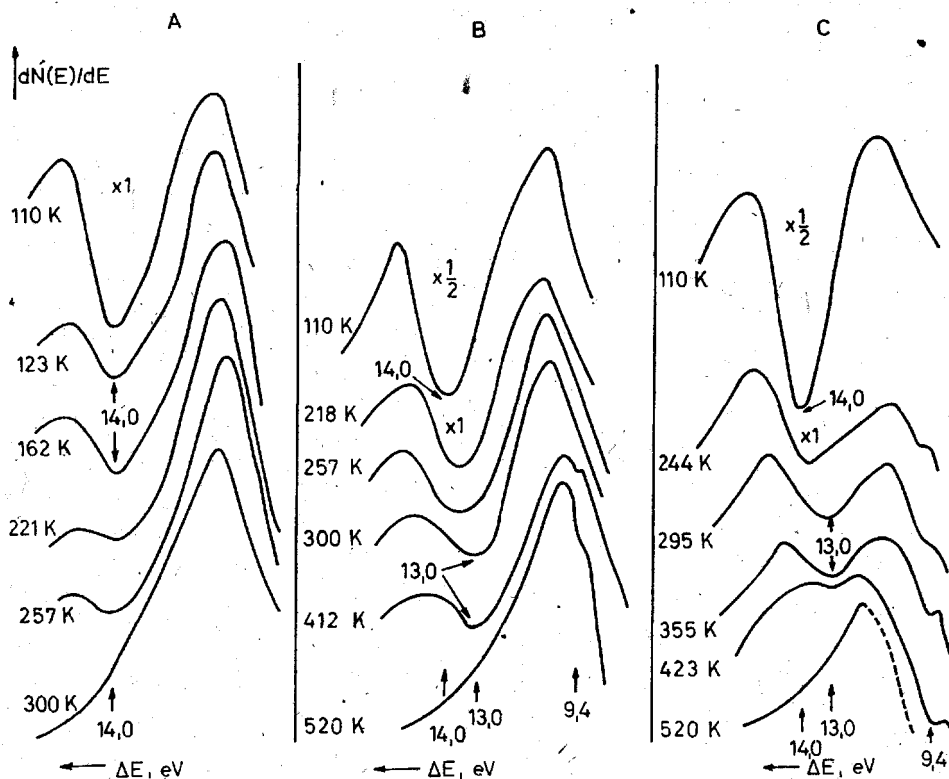 A
B
C
dN(E)/dE
x1
110 K
123 K
14,0
162 K
221 K
257 K
300 K
14,0
ΔE, eV
x1/2
110 K
14,0
218 K
x1
257 K
300 K
13,0
412 K
520 K
14,0
13,0
9,4
ΔE, eV
x1/2
110 K
14,0
x1
244 K
295 K
13,0
355 K
423 K
520 K
14,0
13,0
9,4
ΔE, eV